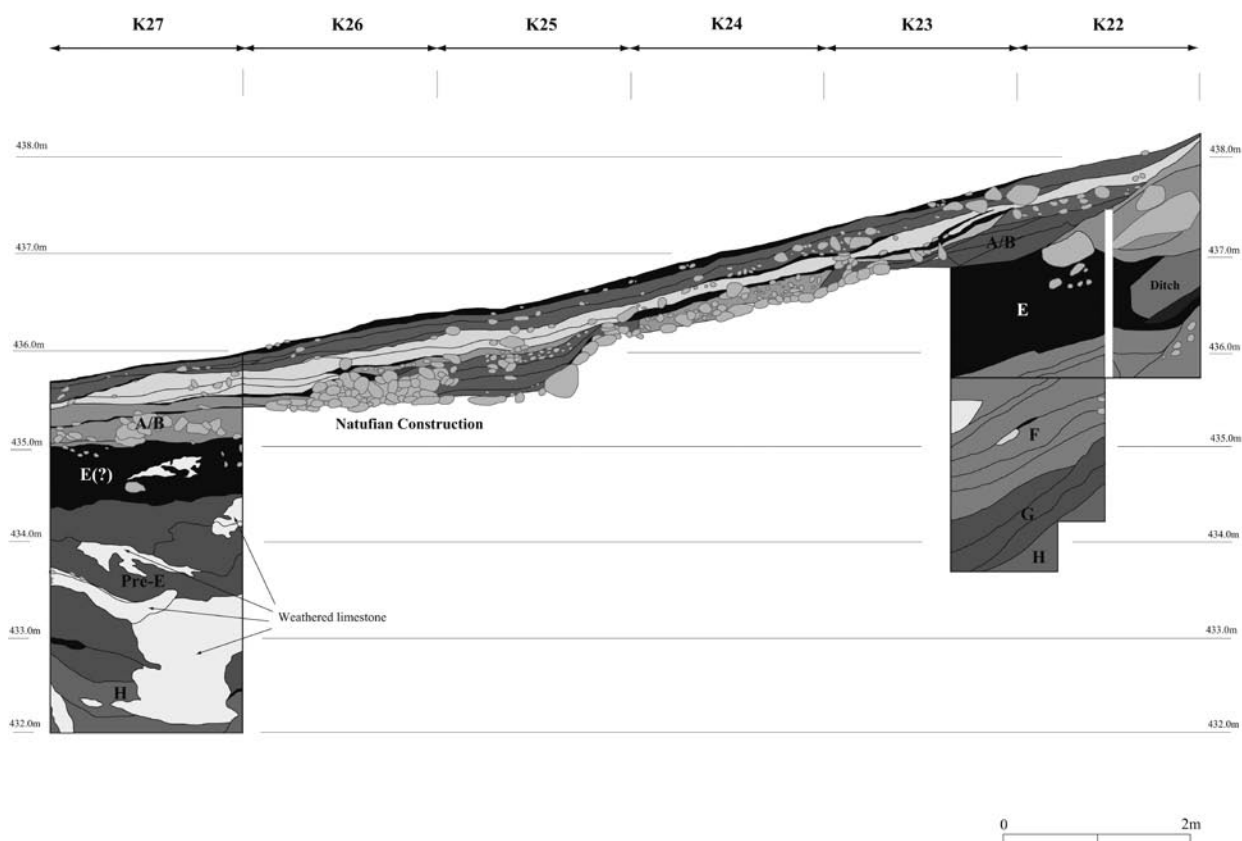 K27 K26 K25 K24 K23 K22
438.0m 438.0m
437.0m 437.0m
A/B
E Ditch
436.0m 436.0m
A/B Natufian Construction
435.0m 435.0m
F
E(?)
G
434.0m 434.0m
H
Pre-E
Weathered limestone
433.0m 433.0m
H
432.0m 432.0m
0 2m